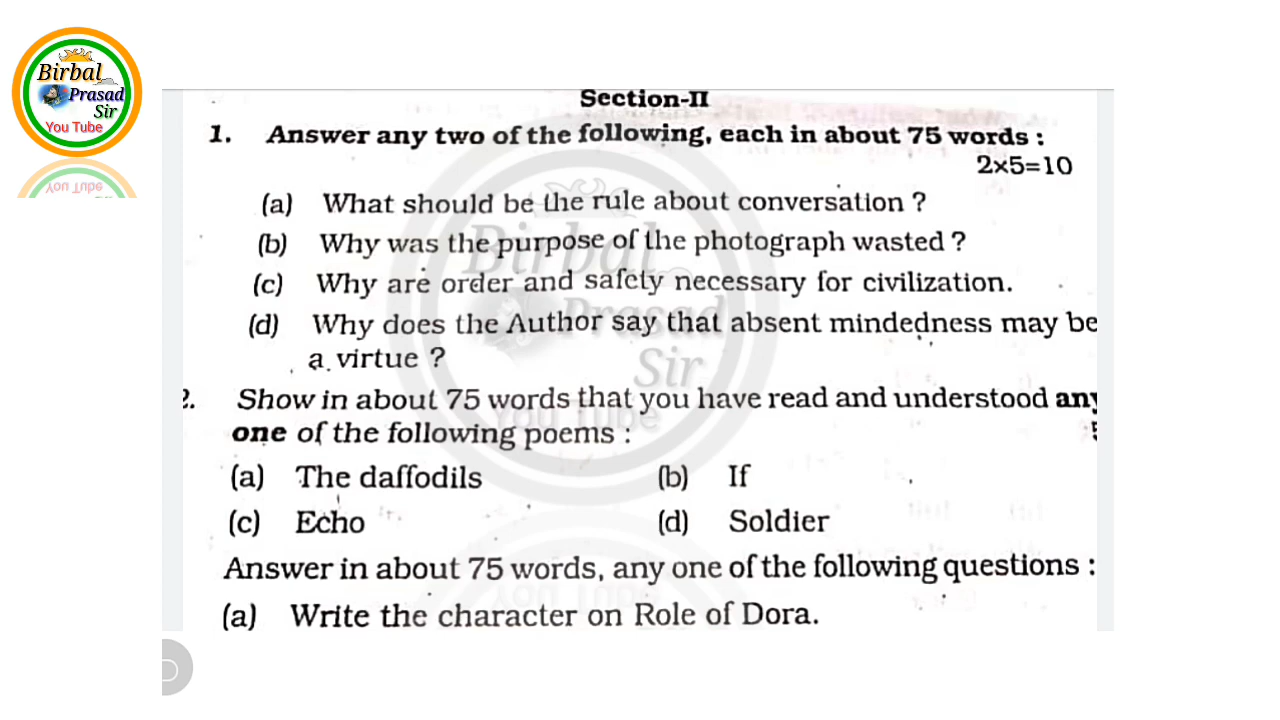 Birbal
Prasad
Sir
You Tube
Section-II
1. Answer any two of the following, each in about 75 words :
2×5=10
(a) What should be the rule about conversation ?
(b) Why was the purpose of the photograph wasted ?
(c) Why are order and safety necessary for civilization.
(d) Why does the Author say that absent mindedness may be
a virtue ?
2. Show in about 75 words that you have read and understood any
one of the following poems : 5
(a) The daffodils (b) If
(c) Echo (d) Soldier
Answer in about 75 words, any one of the following questions :
(a) Write the character on Role of Dora.
Birbal
Prasad
Sir
You Tube